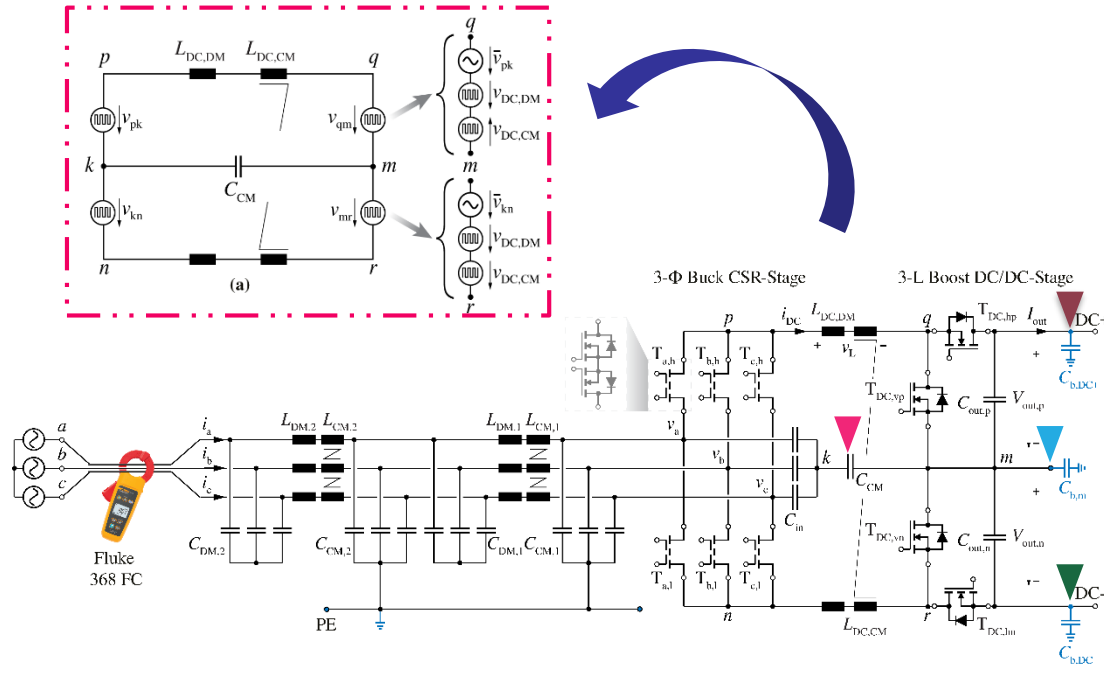 q
p
L_DC,DM
L_DC,CM
q
v̄_pk
v_DC,DM
v_DC,CM
v_pk
v_qm
m
k
m
C_CM
v_kn
v_mr
v̄_kn
v_DC,DM
v_DC,CM
n
r
(a)
r
3-Φ Buck CSR-Stage
3-L Boost DC/DC-Stage
p
i_DC
L_DC,DM
q
T_DC,hp
I_out
DC-
+
v_L
-
+
C_b,DC1
T_a,h
T_b,h
T_c,h
T_DC,vp
C_out,p
V_out,p
a
b
c
i_a
i_b
i_c
L_DM,2
L_CM,2
L_DM,1
L_CM,1
v_a
v_b
v_c
k
C_CM
C_in
m
-
+
C_b,m
C_DM,2
C_CM,2
C_DM,1
C_CM,1
T_DC,vn
C_out,n
V_out,n
Fluke
368 FC
T_a,l
T_b,l
T_c,l
-
DC-
PE
n
L_DC,CM
r
T_DC,ln
C_b,DC